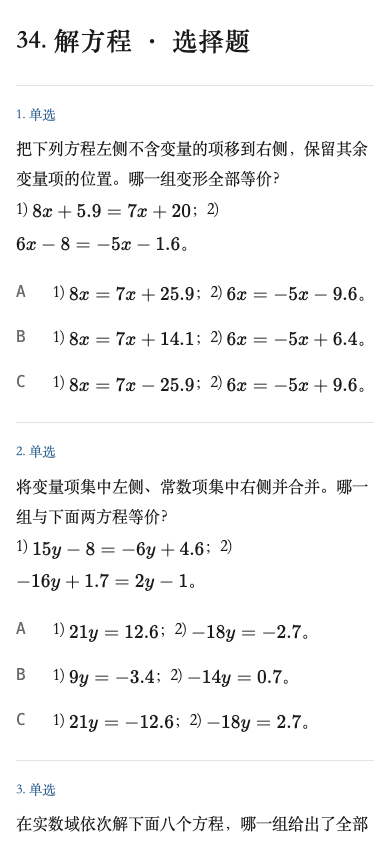 34. 解方程 · 选择题
1. 单选
把下列方程左侧不含变量的项移到右侧，保留其余
变量项的位置。哪一组变形全部等价？
1) 8x + 5.9 = 7x + 20；2)
6x − 8 = −5x − 1.6。
A 1) 8x = 7x + 25.9；2) 6x = −5x − 9.6。
B 1) 8x = 7x + 14.1；2) 6x = −5x + 6.4。
C 1) 8x = 7x − 25.9；2) 6x = −5x + 9.6。
2. 单选
将变量项集中左侧、常数项集中右侧并合并。哪一
组与下面两方程等价？
1) 15y − 8 = −6y + 4.6；2)
−16y + 1.7 = 2y − 1。
A 1) 21y = 12.6；2) −18y = −2.7。
B 1) 9y = −3.4；2) −14y = 0.7。
C 1) 21y = −12.6；2) −18y = 2.7。
3. 单选
在实数域依次解下面八个方程，哪一组给出了全部